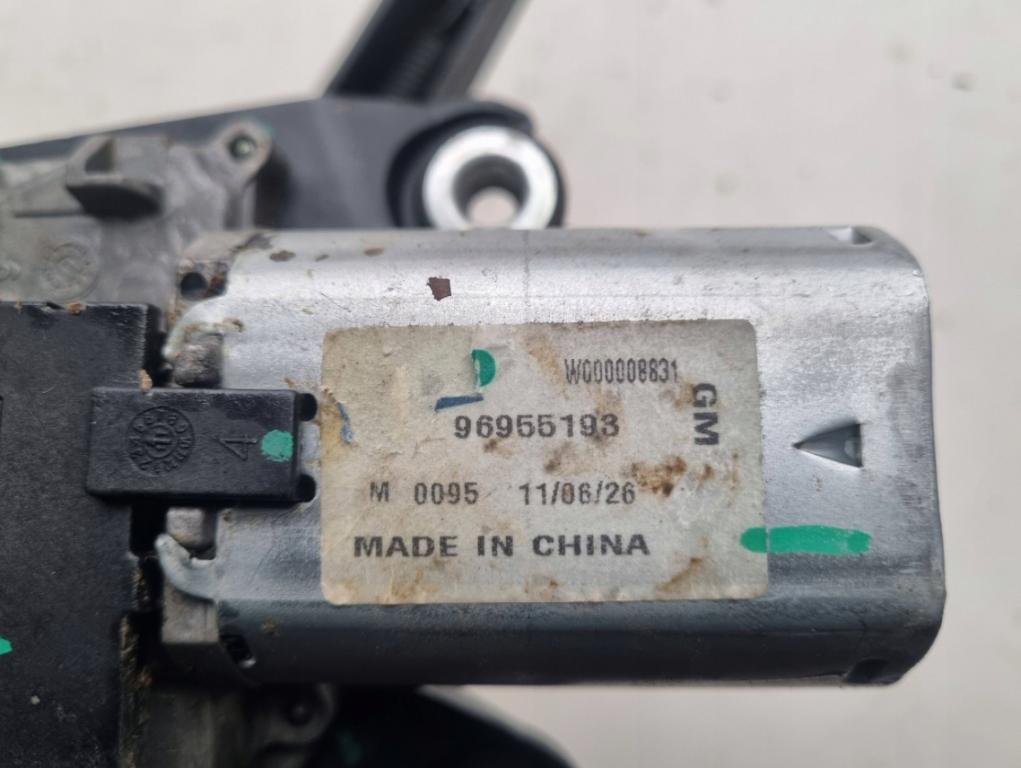 W000008831
96955193
GM
M 0095 11/06/26
MADE IN CHINA
4